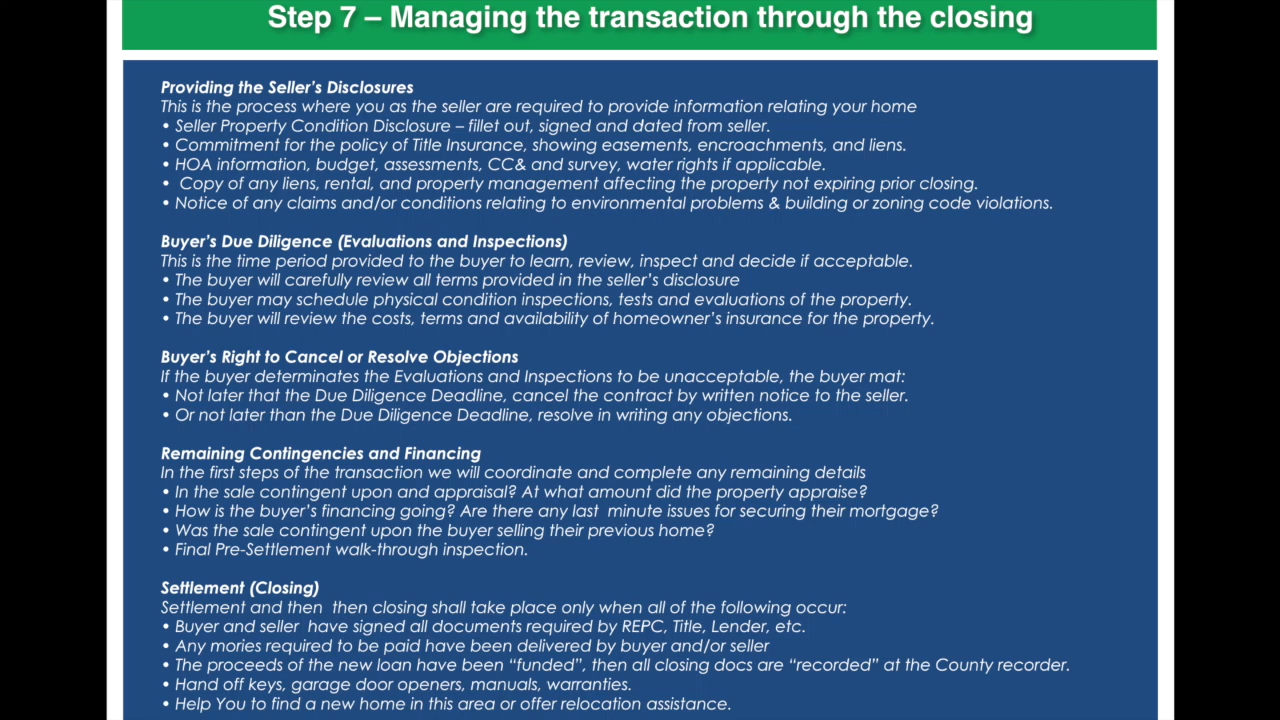 Step 7 – Managing the transaction through the closing
Providing the Seller's Disclosures
This is the process where you as the seller are required to provide information relating your home
• Seller Property Condition Disclosure – fillet out, signed and dated from seller.
• Commitment for the policy of Title Insurance, showing easements, encroachments, and liens.
• HOA information, budget, assessments, CC& and survey, water rights if applicable.
•  Copy of any liens, rental, and property management affecting the property not expiring prior closing.
• Notice of any claims and/or conditions relating to environmental problems & building or zoning code violations.
Buyer's Due Diligence (Evaluations and Inspections)
This is the time period provided to the buyer to learn, review, inspect and decide if acceptable.
• The buyer will carefully review all terms provided in the seller's disclosure
• The buyer may schedule physical condition inspections, tests and evaluations of the property.
• The buyer will review the costs, terms and availability of homeowner's insurance for the property.
Buyer's Right to Cancel or Resolve Objections
If the buyer determinates the Evaluations and Inspections to be unacceptable, the buyer mat:
• Not later that the Due Diligence Deadline, cancel the contract by written notice to the seller.
• Or not later than the Due Diligence Deadline, resolve in writing any objections.
Remaining Contingencies and Financing
In the first steps of the transaction we will coordinate and complete any remaining details
• In the sale contingent upon and appraisal? At what amount did the property appraise?
• How is the buyer's financing going? Are there any last  minute issues for securing their mortgage?
• Was the sale contingent upon the buyer selling their previous home?
• Final Pre-Settlement walk-through inspection.
Settlement (Closing)
Settlement and then  then closing shall take place only when all of the following occur:
• Buyer and seller  have signed all documents required by REPC, Title, Lender, etc.
• Any mories required to be paid have been delivered by buyer and/or seller
• The proceeds of the new loan have been "funded", then all closing docs are "recorded" at the County recorder.
• Hand off keys, garage door openers, manuals, warranties.
• Help You to find a new home in this area or offer relocation assistance.